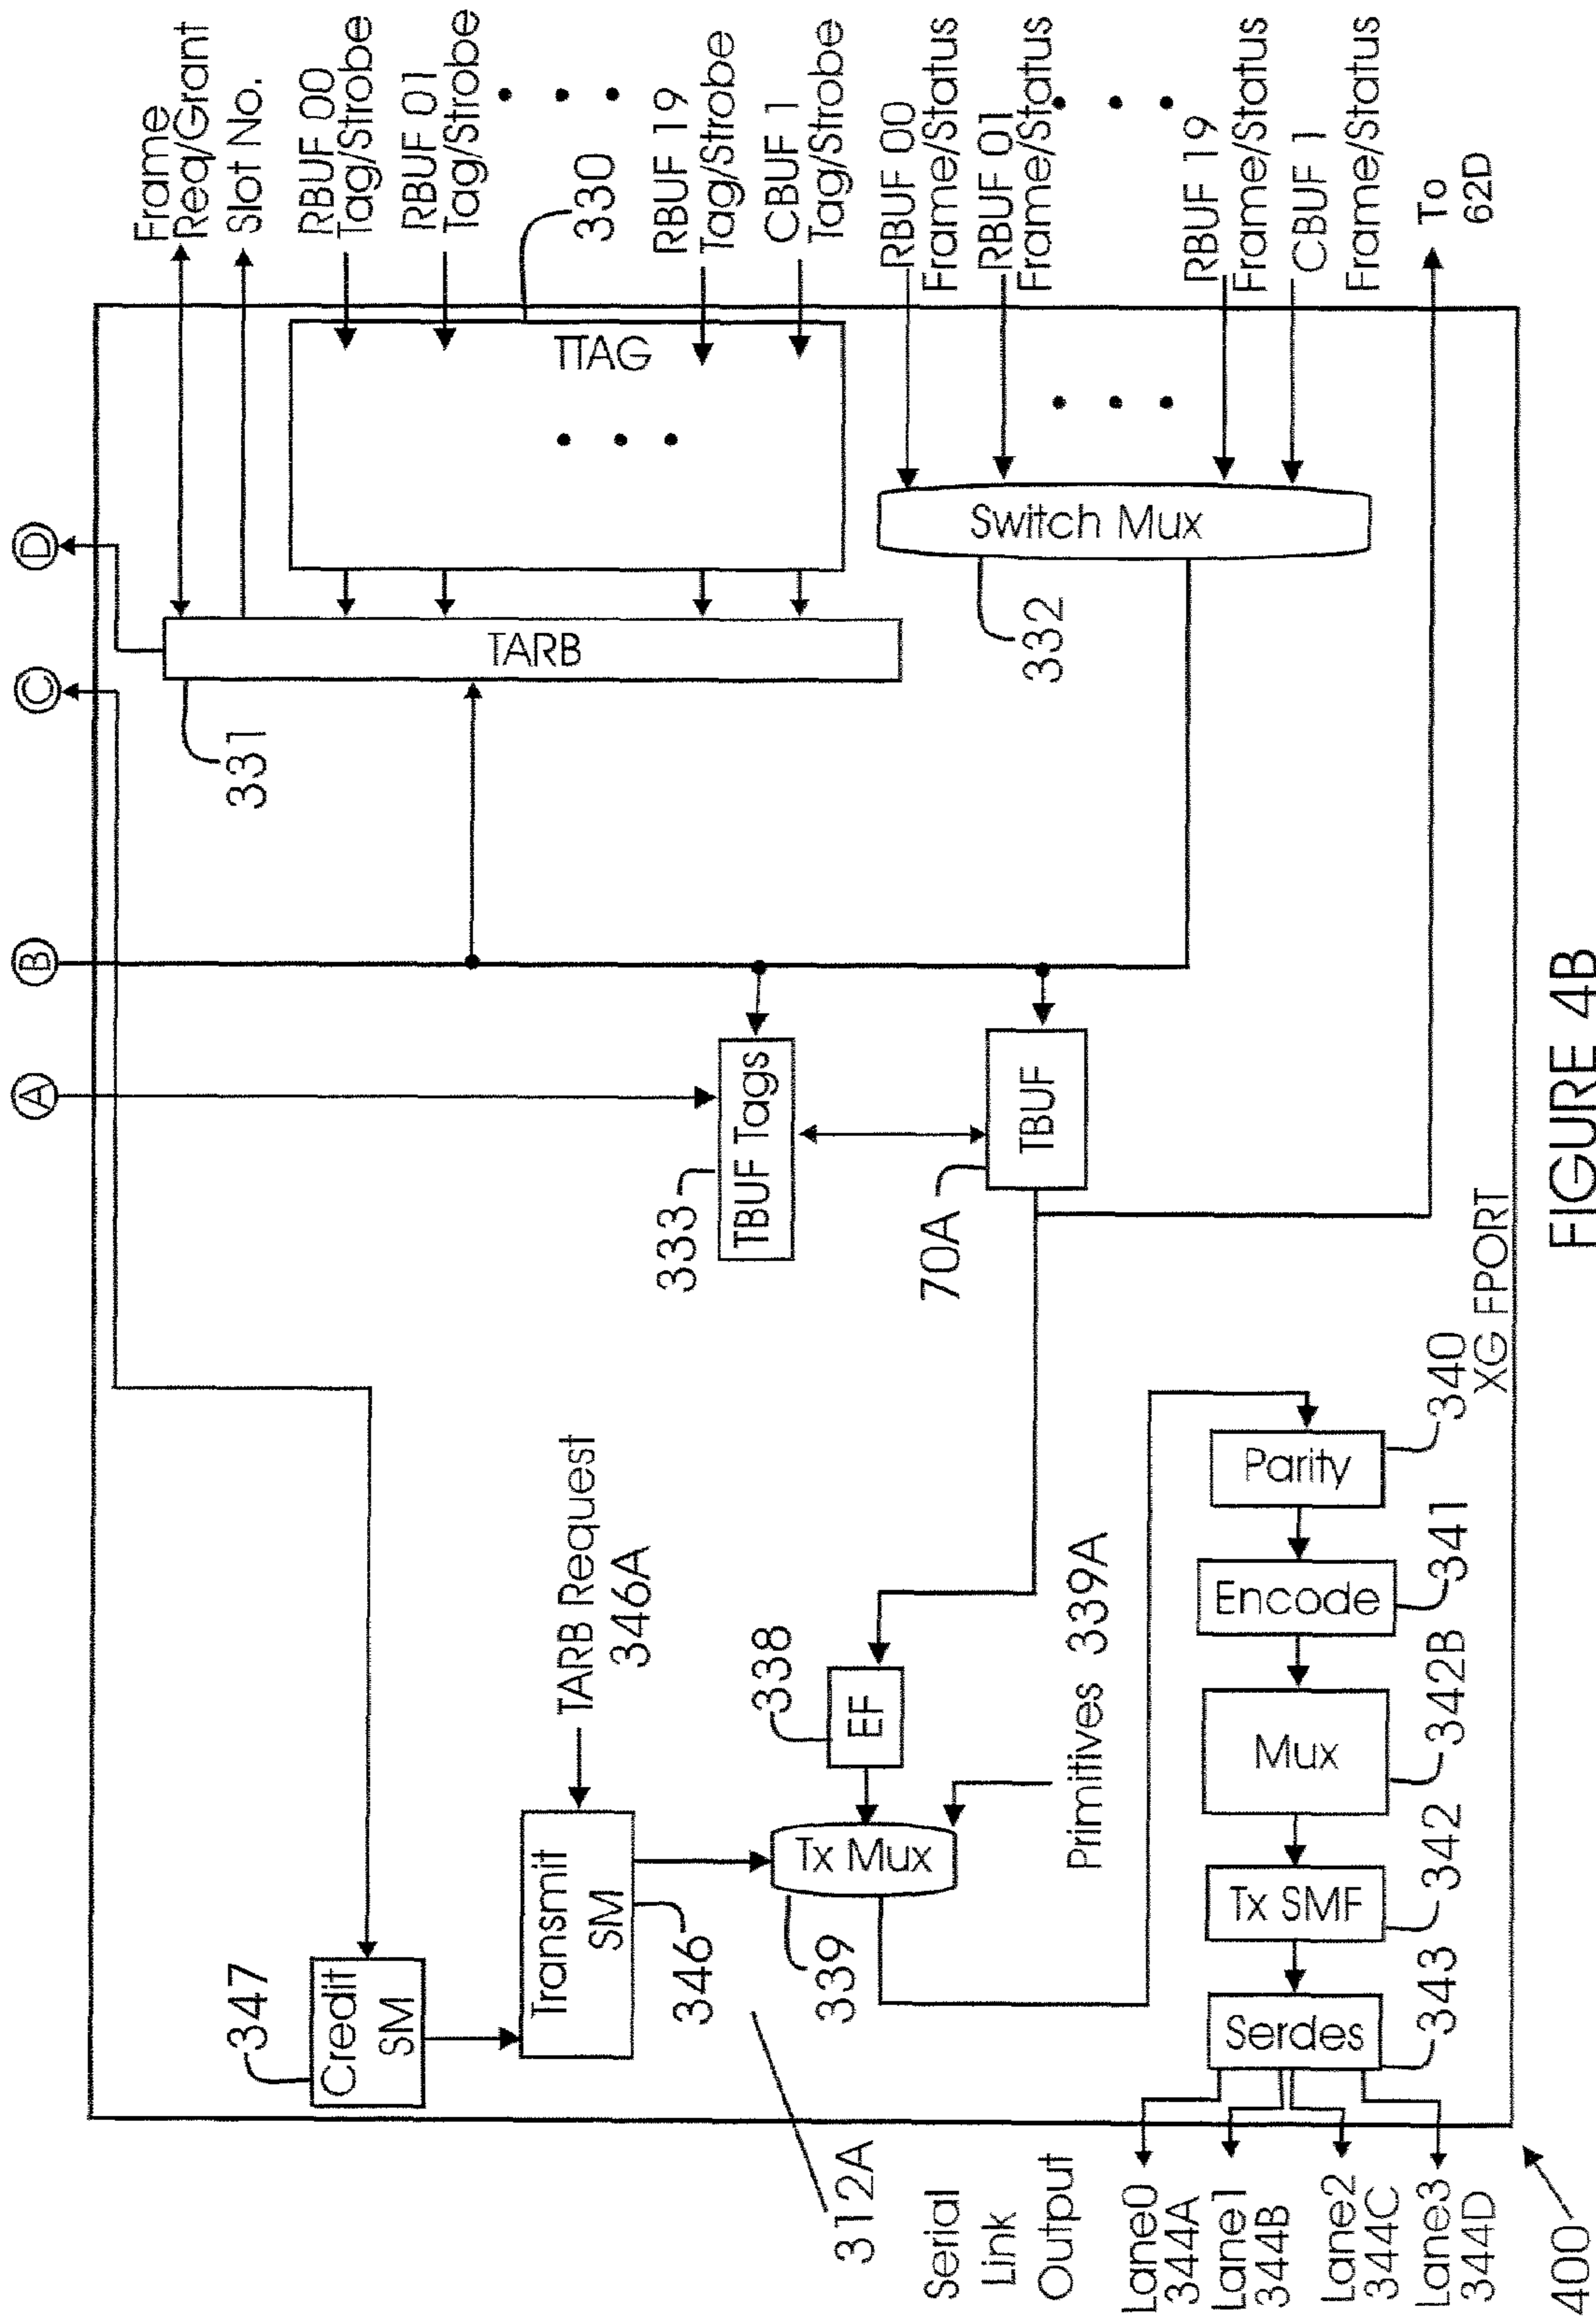 D
C
B
A
Frame
Req/Grant
Slot No.
RBUF 00
Tag/Strobe
RBUF 01
Tag/Strobe
RBUF 19
Tag/Strobe
CBUF 1
Tag/Strobe
330
TTAG
TARB
331
RBUF 00
Frame/Status
RBUF 01
Frame/Status
RBUF 19
Frame/Status
CBUF 1
Frame/Status
Switch Mux
332
To
62D
TBUF Tags
333
TBUF
70A
Credit
SM
347
Transmit
SM
346
TARB Request
346A
EF
338
Tx Mux
339
Primitives 339A
312A
Parity
340
Encode
341
Mux
342B
Tx SMF
342
Serdes
343
XG FPORT
Serial
Link
Output
Lane0
344A
Lane1
344B
Lane2
344C
Lane3
344D
400
FIGURE 4B